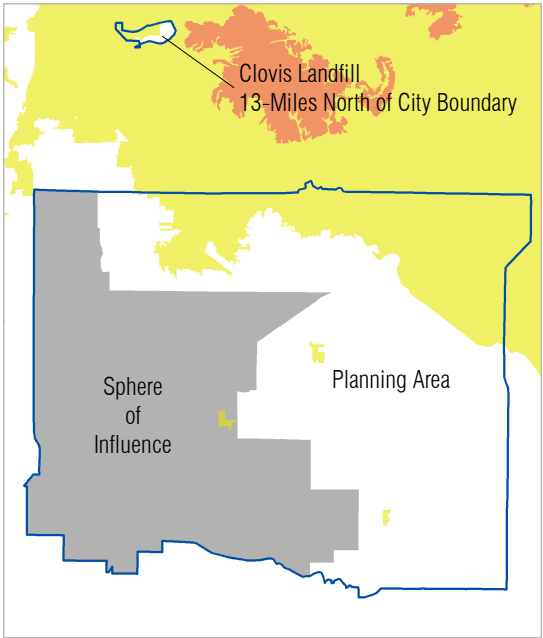 Clovis Landfill
13-Miles North of City Boundary
Planning Area
Sphere
of
Influence